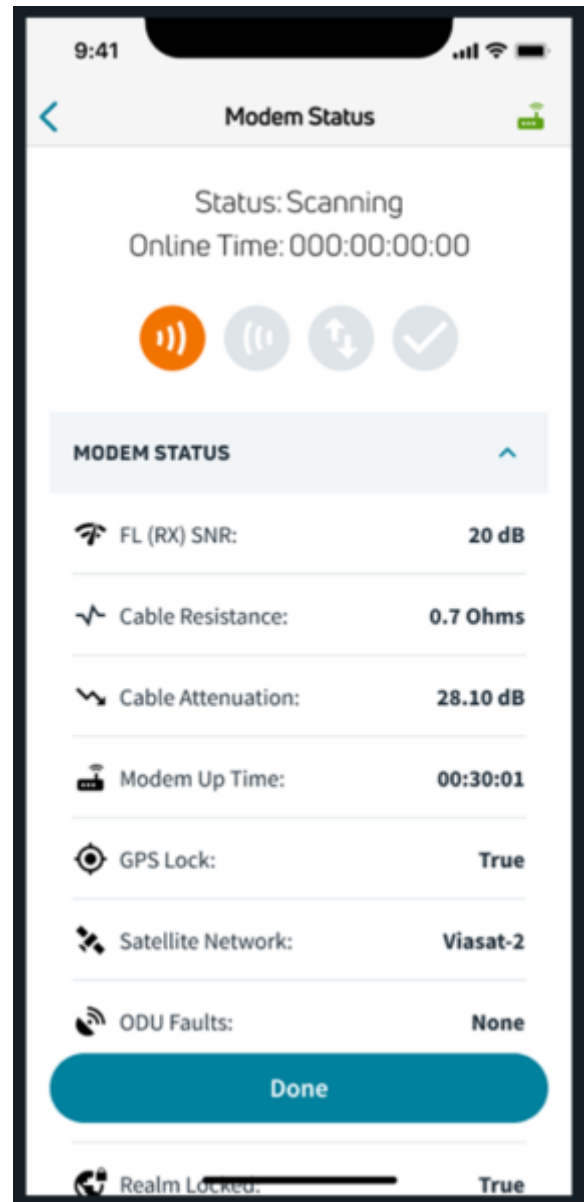 9:41
Modem Status
Status: Scanning
Online Time: 000:00:00:00
MODEM STATUS
FL (RX) SNR: 20 dB
Cable Resistance: 0.7 Ohms
Cable Attenuation: 28.10 dB
Modem Up Time: 00:30:01
GPS Lock: True
Satellite Network: Viasat-2
ODU Faults: None
Done
Realm Locked: True